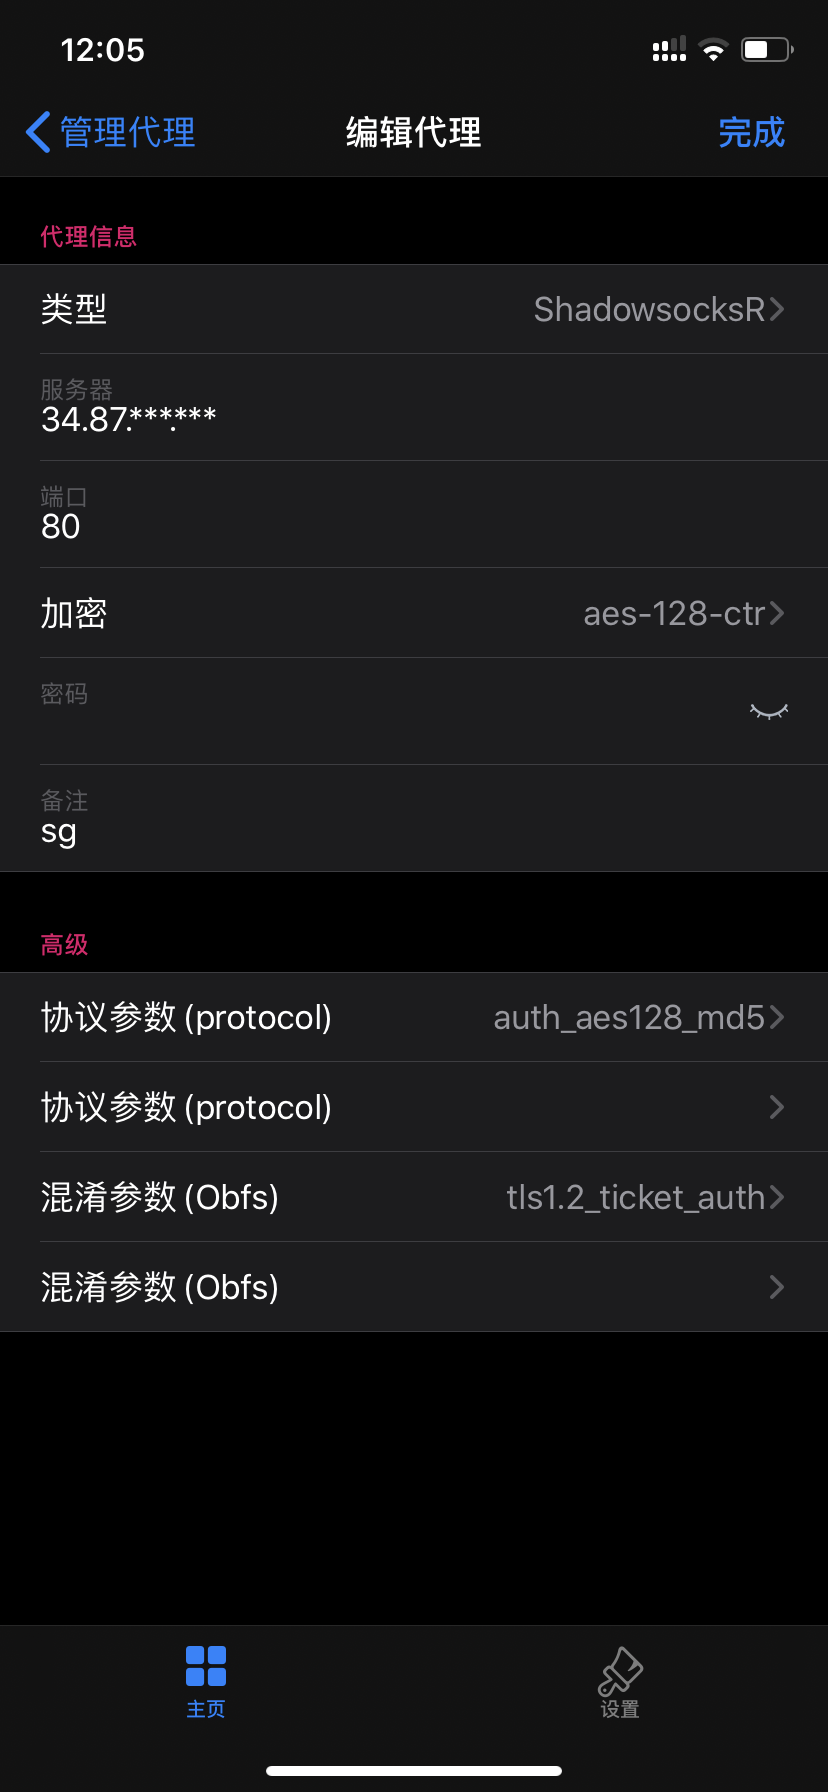 12:05
管理代理
编辑代理
完成
代理信息
类型 ShadowsocksR
服务器
34.87.***.***
端口
80
加密 aes-128-ctr
密码
备注
sg
高级
协议参数 (protocol) auth_aes128_md5
协议参数 (protocol)
混淆参数 (Obfs) tls1.2_ticket_auth
混淆参数 (Obfs)
主页
设置